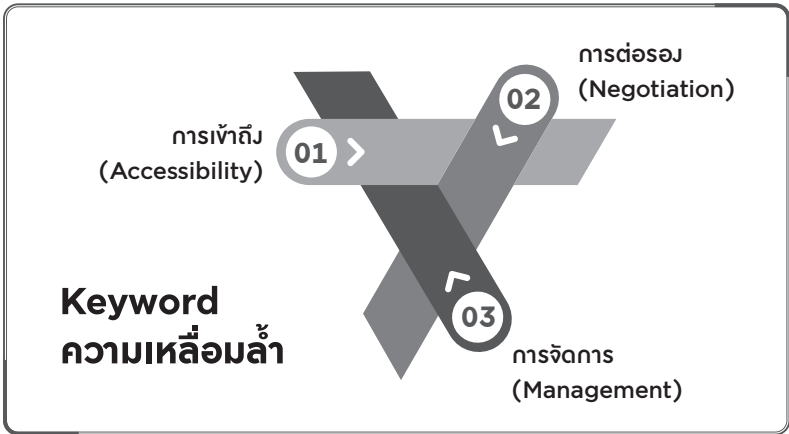 การเข้าถึง
(Accessibility)
01
02
การต่อรอง
(Negotiation)
03
การจัดการ
(Management)
Keyword
ความเหลื่อมล้ำ